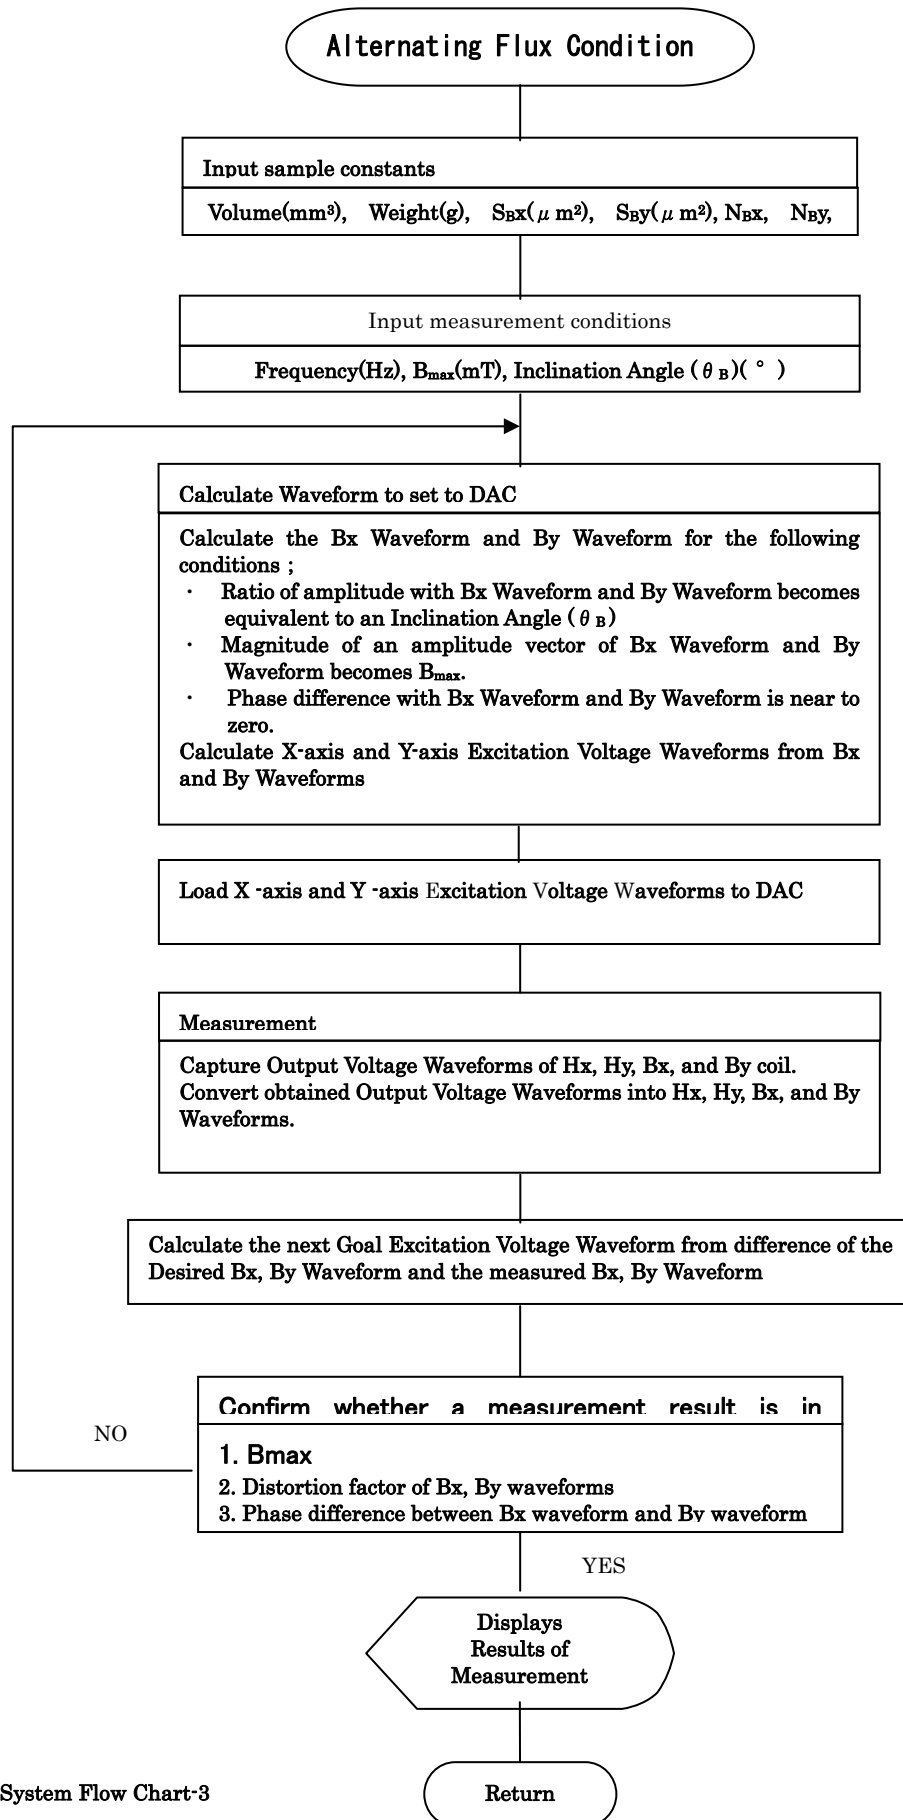 Alternating Flux Condition
Input sample constants
Volume(mm³), Weight(g), SBx(μm²), SBy(μm²), NBx, NBy,
Input measurement conditions
Frequency(Hz), Bmax(mT), Inclination Angle (θB)(°)
Calculate Waveform to set to DAC
Calculate the Bx Waveform and By Waveform for the following
conditions ;
· Ratio of amplitude with Bx Waveform and By Waveform becomes
equivalent to an Inclination Angle (θB)
· Magnitude of an amplitude vector of Bx Waveform and By
Waveform becomes Bmax.
· Phase difference with Bx Waveform and By Waveform is near to
zero.
Calculate X-axis and Y-axis Excitation Voltage Waveforms from Bx
and By Waveforms
Load X -axis and Y -axis Excitation Voltage Waveforms to DAC
Measurement
Capture Output Voltage Waveforms of Hx, Hy, Bx, and By coil.
Convert obtained Output Voltage Waveforms into Hx, Hy, Bx, and By
Waveforms.
Calculate the next Goal Excitation Voltage Waveform from difference of the
Desired Bx, By Waveform and the measured Bx, By Waveform
Confirm whether a measurement result is in
NO
1. Bmax
2. Distortion factor of Bx, By waveforms
3. Phase difference between Bx waveform and By waveform
YES
Displays
Results of
Measurement
System Flow Chart-3
Return